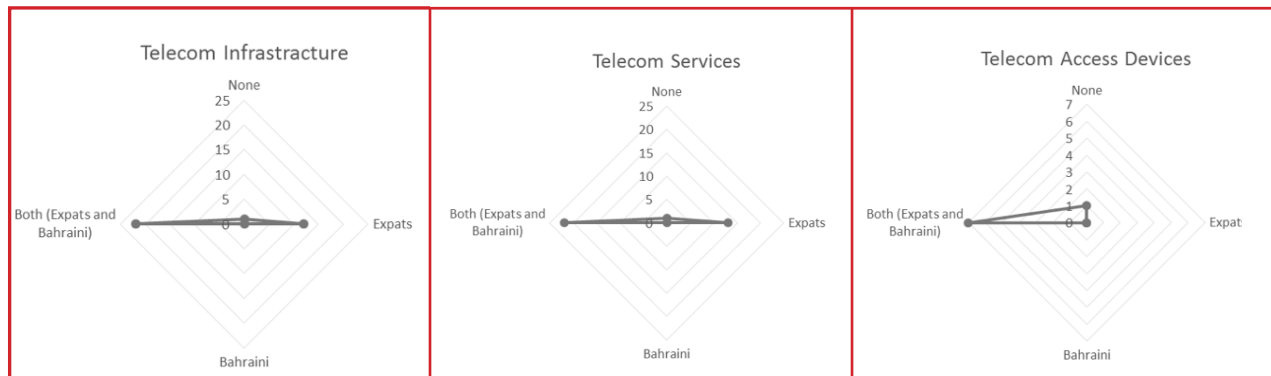 Telecom Infrastracture
None
25
20
15
10
5
0
Both (Expats and
Bahraini)
Expats
Bahraini
Telecom Services
None
25
20
15
10
5
0
Both (Expats and
Bahraini)
Expats
Bahraini
Telecom Access Devices
None
7
6
5
4
3
2
1
0
Both (Expats and
Bahraini)
Expat
Bahraini